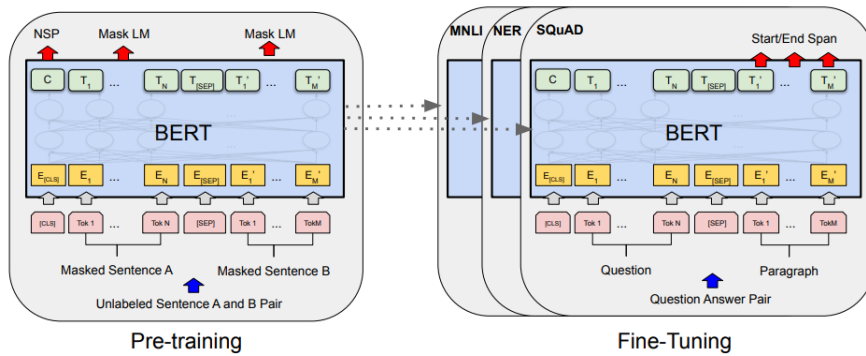 NSP Mask LM Mask LM
C T1 ... TN T[SEP] T1' ... TM'
BERT
E[CLS] E1 ... EN E[SEP] E1' ... EM'
[CLS] Tok 1 ... Tok N [SEP] Tok 1 ... TokM
Masked Sentence A Masked Sentence B
Unlabeled Sentence A and B Pair
Pre-training
MNLI NER SQuAD
Start/End Span
C T1 ... TN T[SEP] T1' ... TM'
BERT
E[CLS] E1 ... EN E[SEP] E1' ... EM'
[CLS] Tok 1 ... Tok N [SEP] Tok 1 ... TokM
Question Paragraph
Question Answer Pair
Fine-Tuning